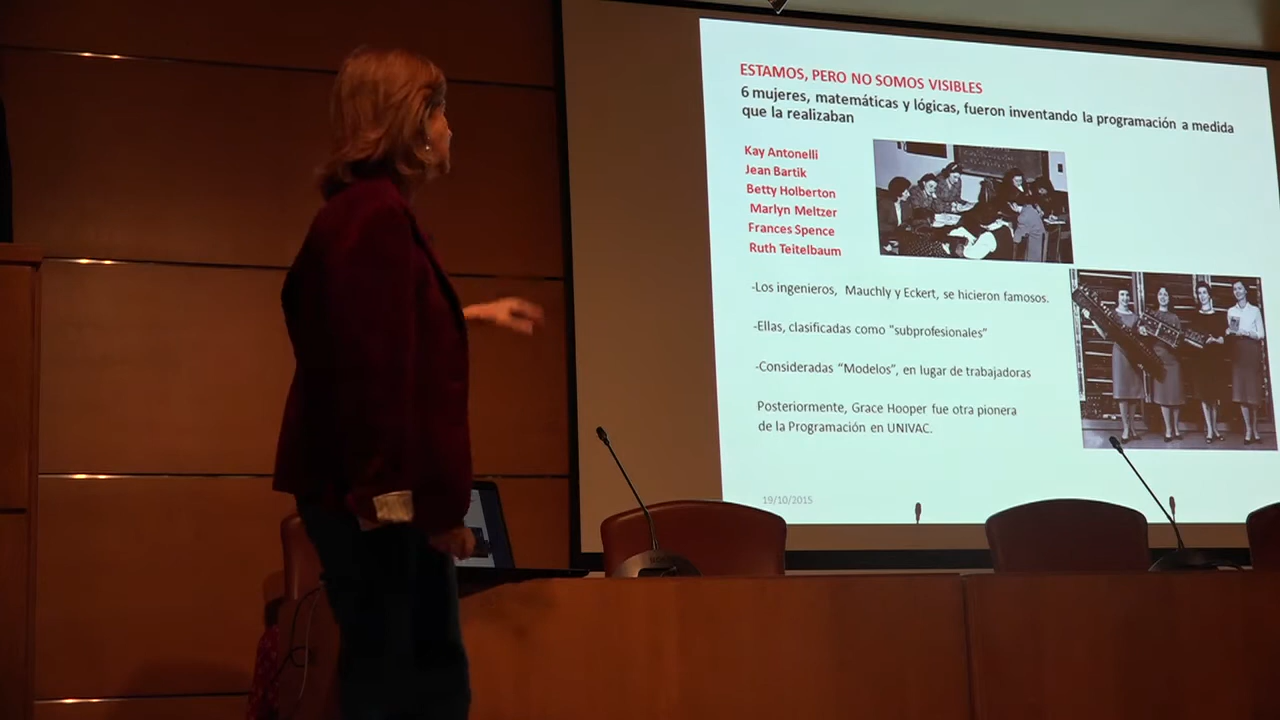 ESTAMOS, PERO NO SOMOS VISIBLES
6 mujeres, matemáticas y lógicas, fueron inventando la programación a medida
que la realizaban
Kay Antonelli
Jean Bartik
Betty Holberton
Marlyn Meltzer
Frances Spence
Ruth Teitelbaum
-Los ingenieros, Mauchly y Eckert, se hicieron famosos.
-Ellas, clasificadas como "subprofesionales"
-Consideradas “Modelos”, en lugar de trabajadoras
Posteriormente, Grace Hooper fue otra pionera
de la Programación en UNIVAC.
19/10/2015